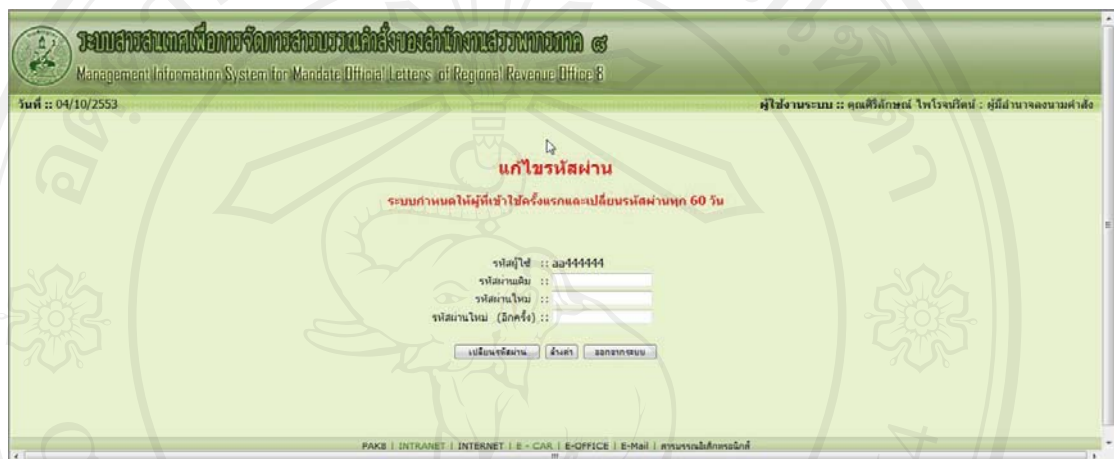 ระบบสารสนเทศเพื่อการจัดการสารบรรณคำสั่งของสำนักงานสรรพากรภาค ๘
Management Information System for Mandate Official Letters of Regional Revenue Office 8
วันที่ :: 04/10/2553
ผู้ใช้งานระบบ :: คุณศิริลักษณ์ ไพโรจน์รัตน์ : ผู้มีอำนาจลงนามคำสั่ง
แก้ไขรหัสผ่าน
ระบบกำหนดให้ผู้ที่เข้าใช้ครั้งแรกและเปลี่ยนรหัสผ่านทุก 60 วัน
รหัสผู้ใช้ :: aa444444
รหัสผ่านเดิม ::
รหัสผ่านใหม่ ::
รหัสผ่านใหม่ (อีกครั้ง) ::
เปลี่ยนรหัสผ่าน ล้างค่า ออกจากระบบ
PAK8 | INTRANET | INTERNET | E - CAR | E-OFFICE | E-Mail | สารบรรณอิเล็กทรอนิกส์